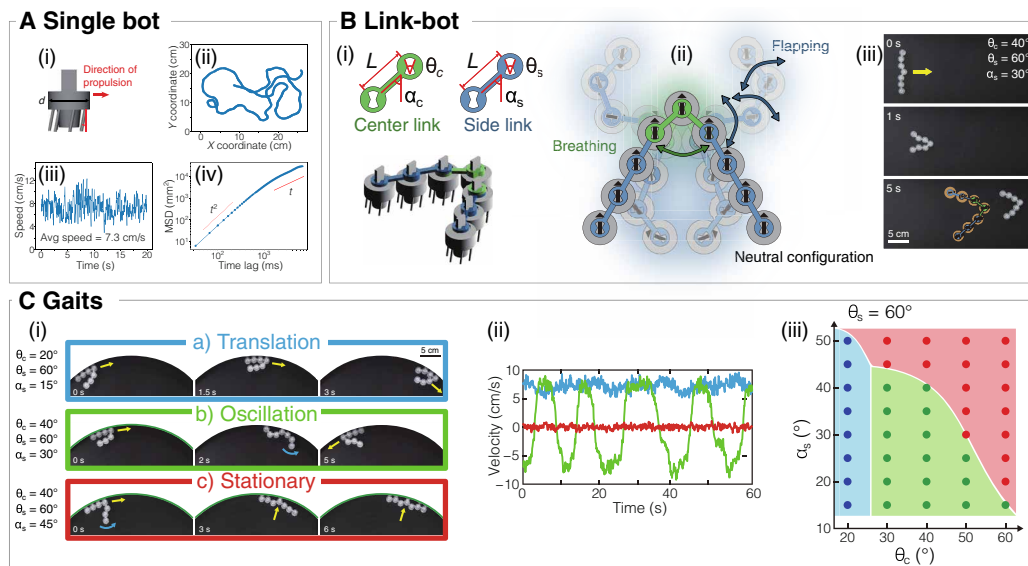 A Single bot
(i)
Direction of
propulsion
d
(ii)
30
20
10
0
Y coordinate (cm)
0
10
20
X coordinate (cm)
(iii)
12
8
4
0
Speed (cm/s)
Avg speed = 7.3 cm/s
0
5
10
15
20
Time (s)
(iv)
10⁴
10³
10²
10¹
MSD (mm²)
t²
t
10²
10³
Time lag (ms)
B Link-bot
(i)
L
θc
αc
Center link
L
θs
αs
Side link
(ii)
Flapping
Breathing
Neutral configuration
(iii)
0 s
θc = 40°
θs = 60°
αs = 30°
1 s
5 s
5 cm
C Gaits
(i)
a) Translation
θc = 20°
θs = 60°
αs = 15°
5 cm
0 s
1.5 s
3 s
b) Oscillation
θc = 40°
θs = 60°
αs = 30°
0 s
2 s
5 s
c) Stationary
θc = 40°
θs = 60°
αs = 45°
0 s
3 s
6 s
(ii)
10
5
0
−5
−10
Velocity (cm/s)
0
10
20
30
40
50
60
Time (s)
(iii)
θs = 60°
50
40
30
20
10
αs (°)
20
30
40
50
60
θc (°)